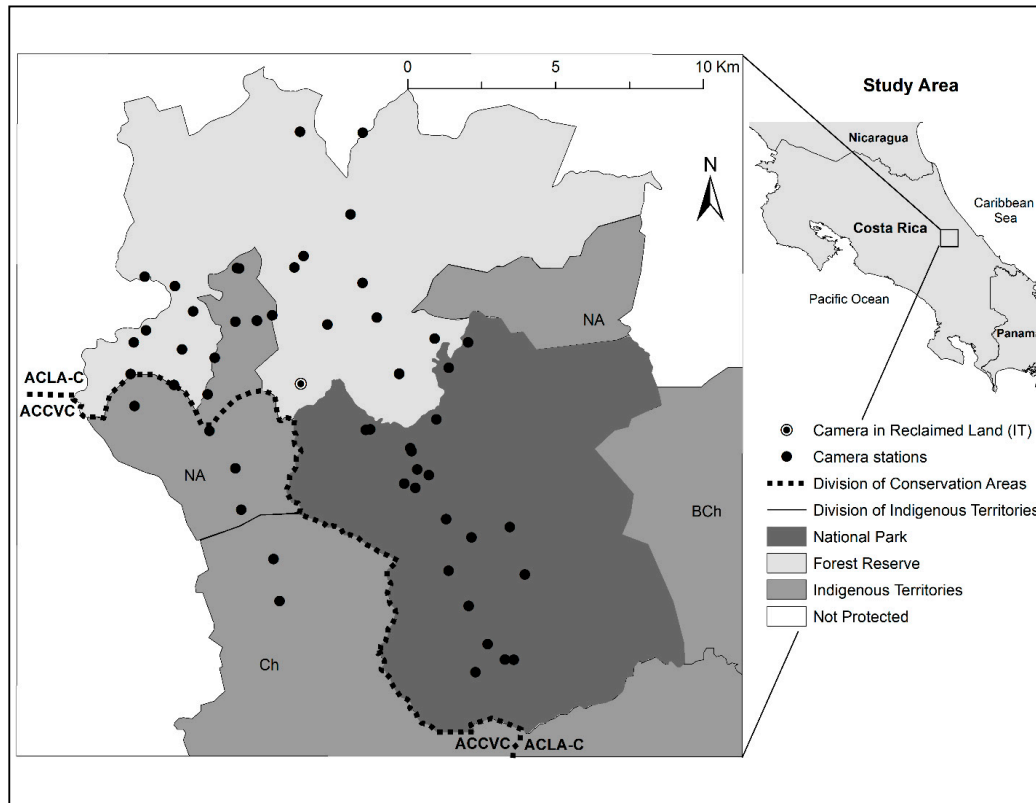 0 5 10 Km
N
NA
ACLA-C
ACCVC
NA
BCh
Ch
ACCVC ACLA-C
Study Area
Nicaragua
Caribbean
Sea
Costa Rica
Pacific Ocean
Panama
Camera in Reclaimed Land (IT)
Camera stations
Division of Conservation Areas
Division of Indigenous Territories
National Park
Forest Reserve
Indigenous Territories
Not Protected